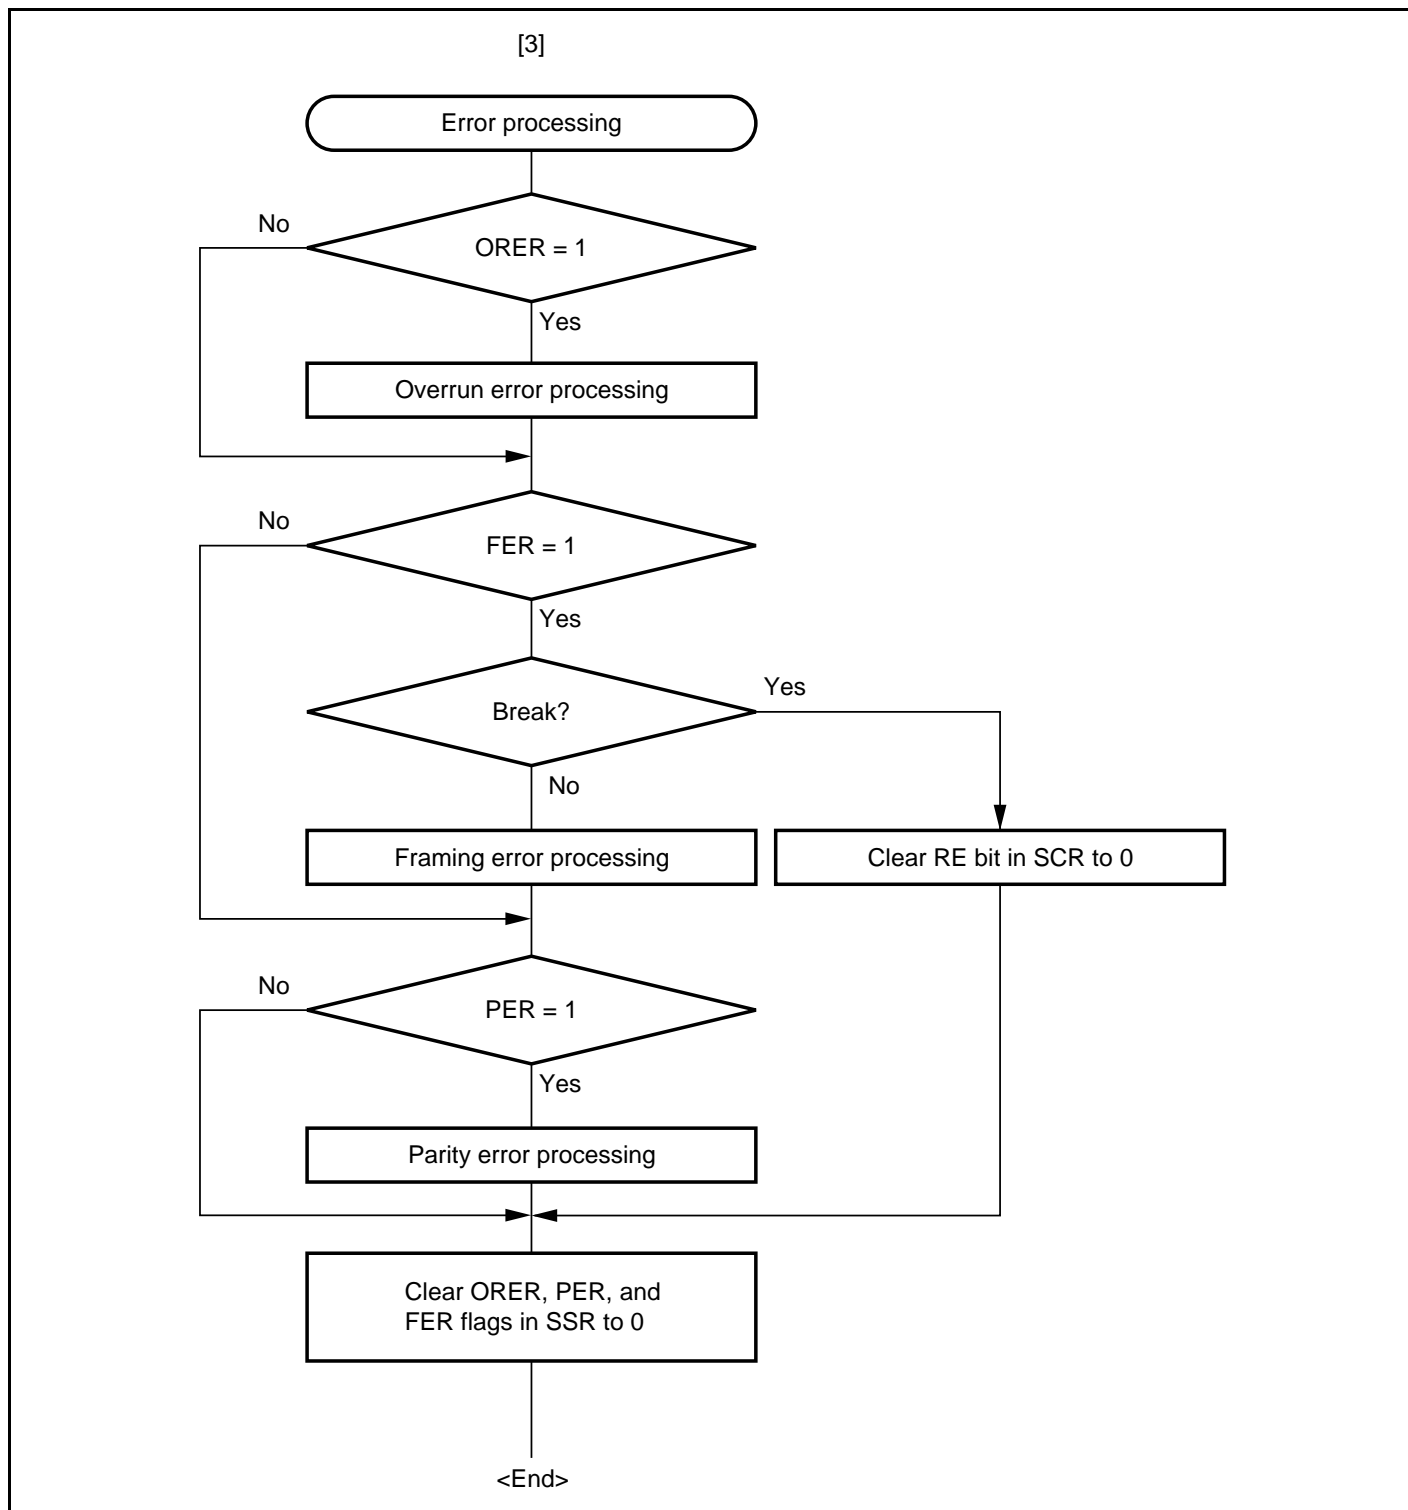 [3]
Error processing
No
ORER = 1
Yes
Overrun error processing
No
FER = 1
Yes
Yes
Break?
No
Framing error processing
Clear RE bit in SCR to 0
No
PER = 1
Yes
Parity error processing
Clear ORER, PER, and
FER flags in SSR to 0
<End>